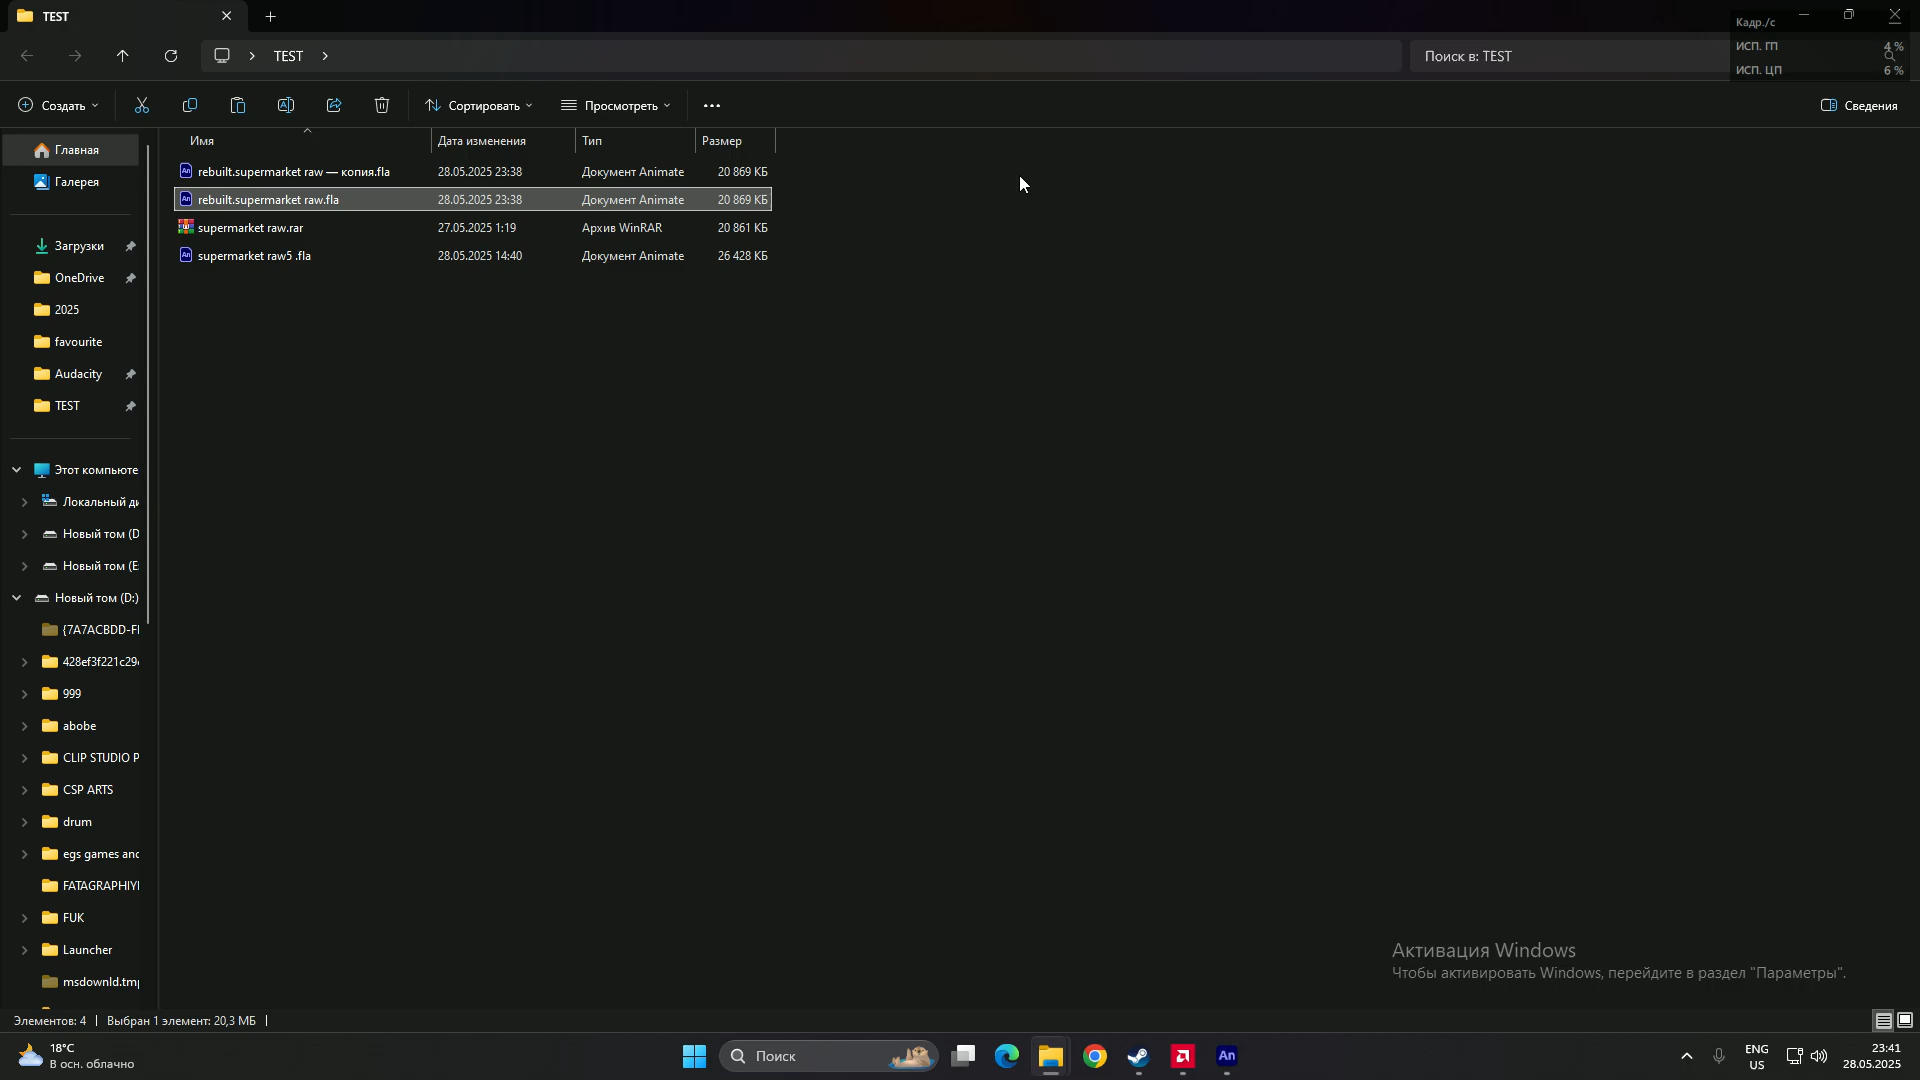 TEST
Кадр./с
ИСП. ГП 4 %
ИСП. ЦП 6 %
TEST
Поиск в: TEST
Создать
Сортировать
Просмотреть
Сведения
Имя Дата изменения Тип Размер
rebuilt.supermarket raw — копия.fla 28.05.2025 23:38 Документ Animate 20 869 КБ
rebuilt.supermarket raw.fla 28.05.2025 23:38 Документ Animate 20 869 КБ
supermarket raw.rar 27.05.2025 1:19 Архив WinRAR 20 861 КБ
supermarket raw5 .fla 28.05.2025 14:40 Документ Animate 26 428 КБ
Главная
Галерея
Загрузки
OneDrive
2025
favourite
Audacity
TEST
Этот компьюте
Локальный ди
Новый том (D
Новый том (E
Новый том (D:)
{7A7ACBDD-F
428ef3f221c29
999
abobe
CLIP STUDIO P
CSP ARTS
drum
egs games and
FATAGRAPHIY
FUK
Launcher
msdownld.tmp
Активация Windows
Чтобы активировать Windows, перейдите в раздел "Параметры".
Элементов: 4
Выбран 1 элемент: 20,3 МБ
18°C
В осн. облачно
Поиск
An
ENG
US
23:41
28.05.2025